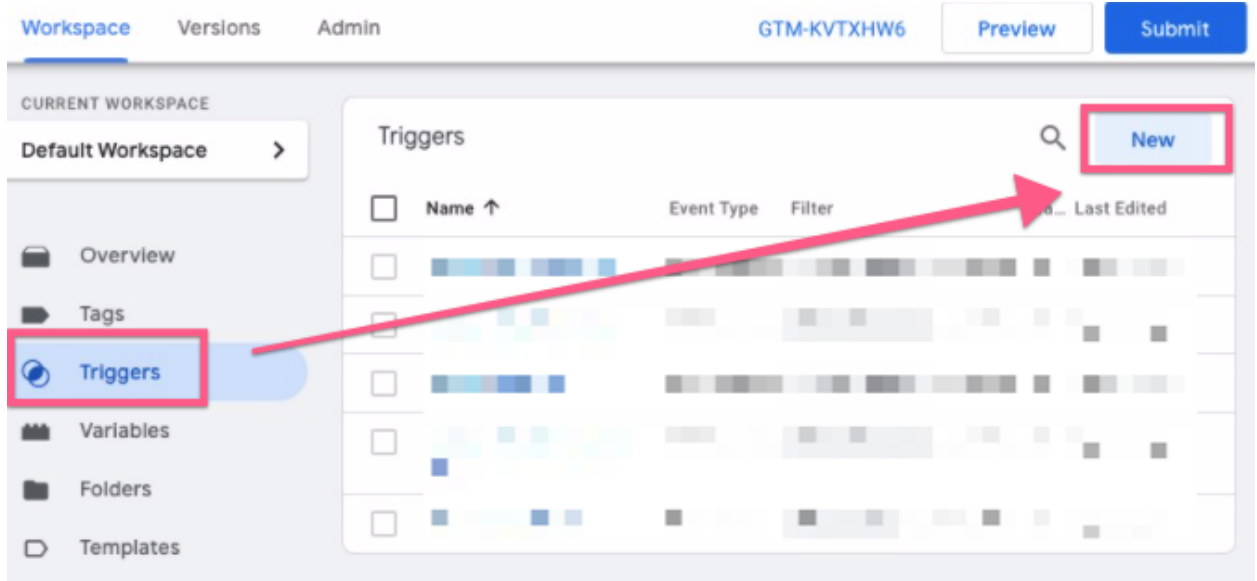 Workspace Versions Admin GTM-KVTXHW6 Preview Submit
CURRENT WORKSPACE
Default Workspace
Triggers New
Name Event Type Filter Last Edited
Overview
Tags
Triggers
Variables
Folders
Templates